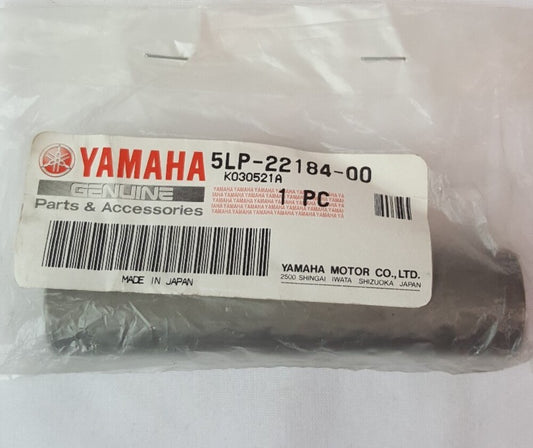 YAMAHA 5LP-22184-00
K030521A
GENUINE 1 PC
Parts & Accessories
MADE IN JAPAN
YAMAHA MOTOR CO., LTD.
2500 SHINGAI IWATA SHIZUOKA JAPAN